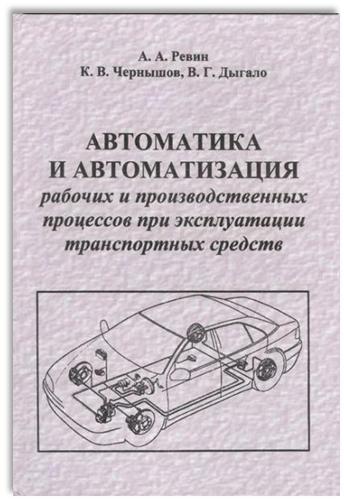 А. А. Ревин
К. В. Чернышов, В. Г. Дыгало
АВТОМАТИКА
И АВТОМАТИЗАЦИЯ
рабочих и производственных
процессов при эксплуатации
транспортных средств